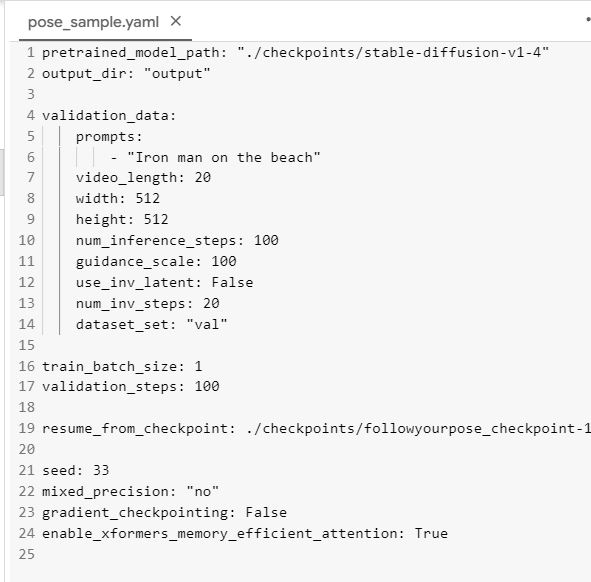 pose_sample.yaml ×
1 pretrained_model_path: "./checkpoints/stable-diffusion-v1-4"
2 output_dir: "output"
3
4 validation_data:
5 prompts:
6 - "Iron man on the beach"
7 video_length: 20
8 width: 512
9 height: 512
10 num_inference_steps: 100
11 guidance_scale: 100
12 use_inv_latent: False
13 num_inv_steps: 20
14 dataset_set: "val"
15
16 train_batch_size: 1
17 validation_steps: 100
18
19 resume_from_checkpoint: ./checkpoints/followyourpose_checkpoint-1
20
21 seed: 33
22 mixed_precision: "no"
23 gradient_checkpointing: False
24 enable_xformers_memory_efficient_attention: True
25